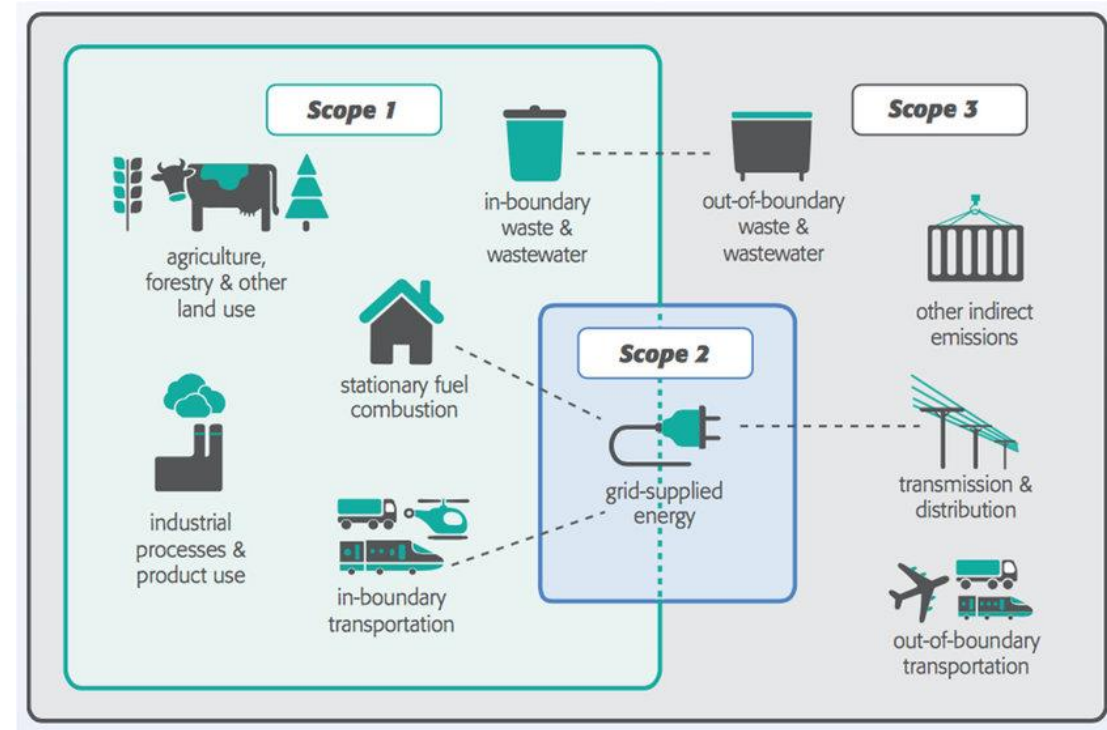 Scope 1
Scope 3
in-boundary
waste &
wastewater
out-of-boundary
waste &
wastewater
agriculture,
forestry & other
land use
other indirect
emissions
Scope 2
stationary fuel
combustion
grid-supplied
energy
transmission &
distribution
industrial
processes &
product use
in-boundary
transportation
out-of-boundary
transportation